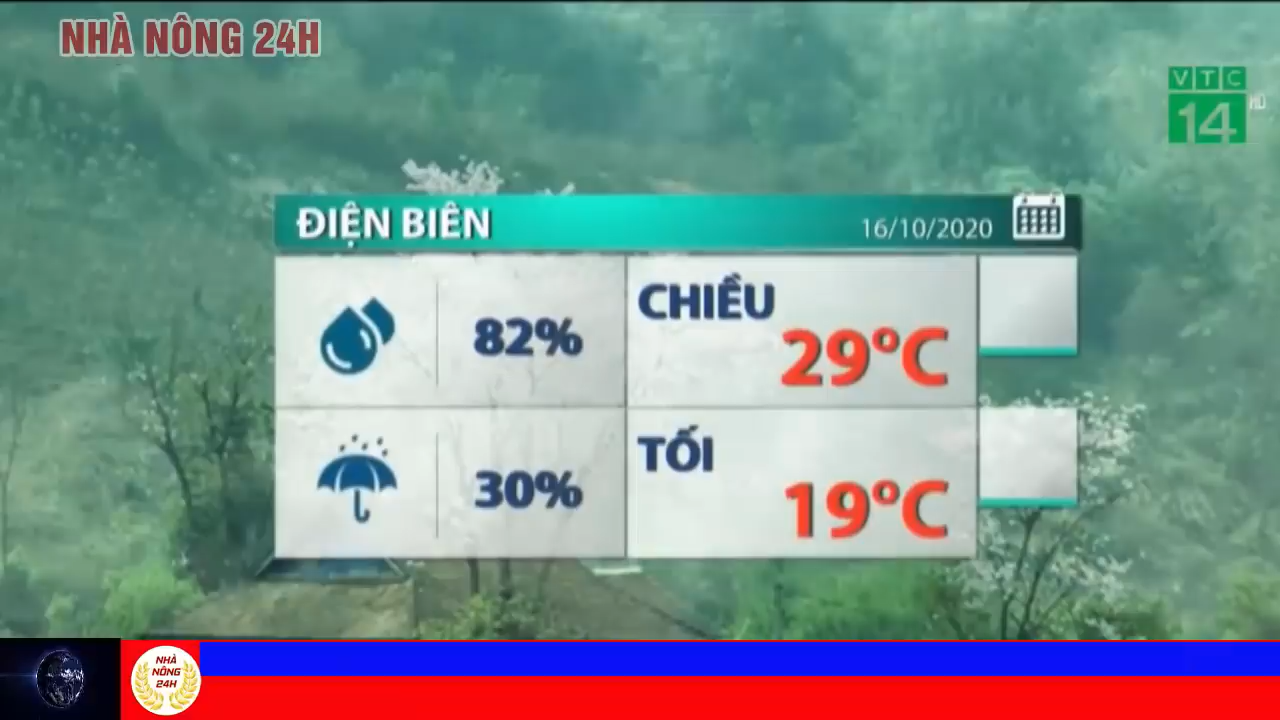 NHÀ NÔNG 24H
VTC
14
HD
ĐIỆN BIÊN
16/10/2020
82%
CHIỀU
29°C
30%
TỐI
19°C
NHÀ
NÔNG
24H